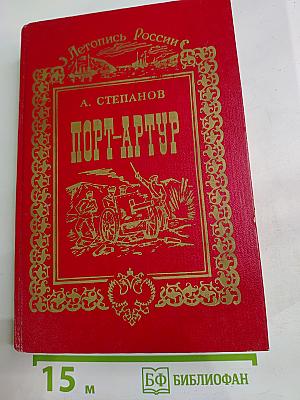 Летопись России
А. СТЕПАНОВ
ПОРТ-АРТУР
15 м
БФ БИБЛИОФАН